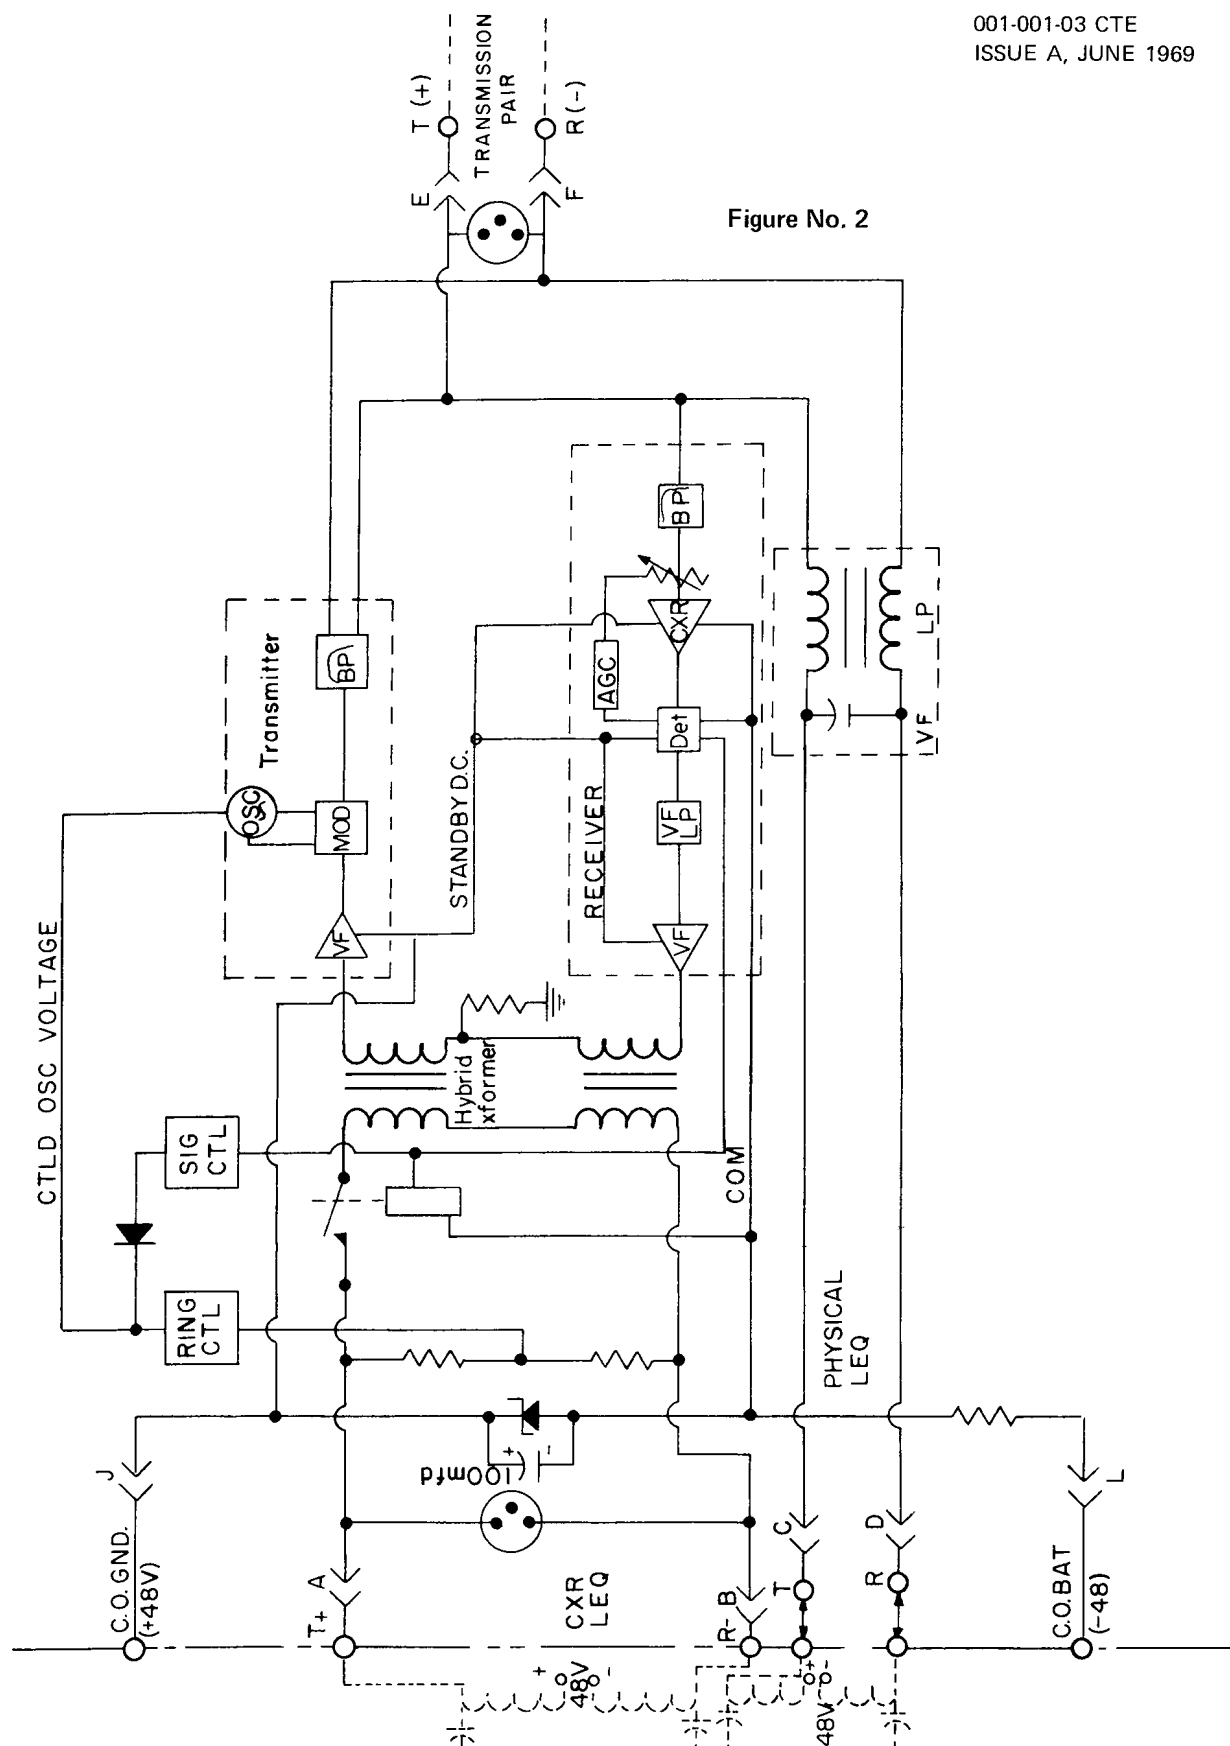 001-001-03 CTE
ISSUE A, JUNE 1969
Figure No. 2
T (+)
TRANSMISSION
PAIR
R (-)
E
F
CTLD OSC VOLTAGE
Transmitter
OSC
MOD
BP
VF
STANDBY D.C.
RECEIVER
BP
CXR
AGC
Det
VF
LP
VF
VF
LP
Hybrid
xformer
SIG
CTL
RING
CTL
COM
PHYSICAL
LEQ
100mfd
+
-
J
C.O. GND.
(+48V)
A
T+
CXR
LEQ
B
R-
C
T
D
R
L
C.O.BAT
(-48)
+
48V
-
+
-
48V